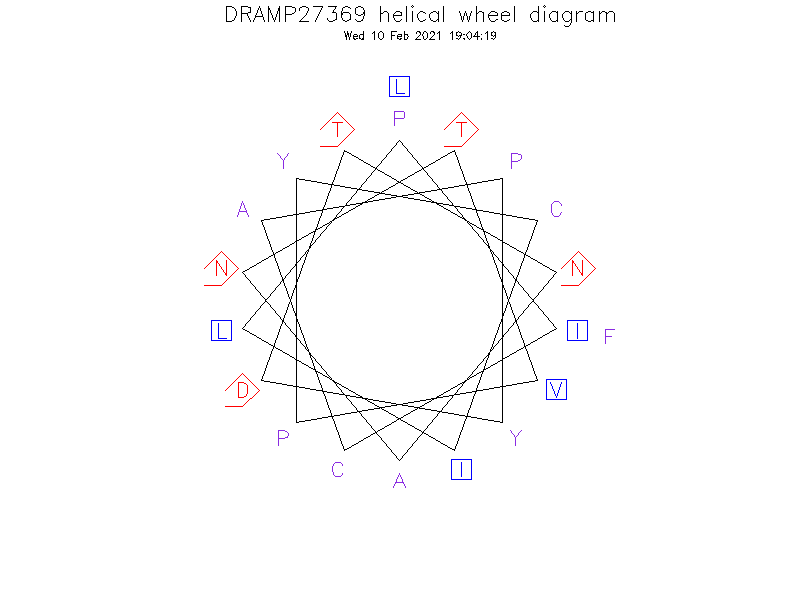 DRAMP27369 helical wheel diagram
Wed 10 Feb 2021 19:04:19
L
P
T T
Y P
A C
N N
L I F
D V
P Y
C I
A